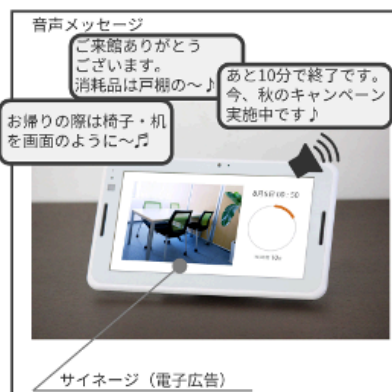 音声メッセージ
ご来館ありがとう
ございます。
消耗品は戸棚の～♪
あと10分で終了です。
今、秋のキャンペーン
実施中です♪
お帰りの際は椅子・机
を画面のように～♬
サイネージ（電子広告）